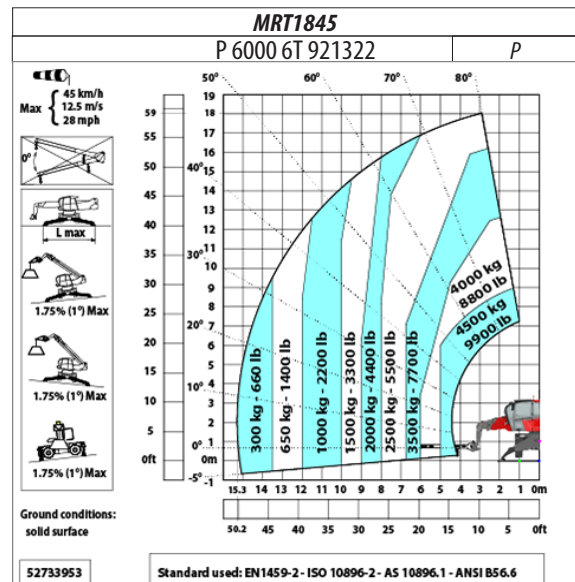 MRT1845
P 6000 6T 921322 P
Max
45 km/h
12.5 m/s
28 mph
0°
L max
1.75% (1°) Max
1.75% (1°) Max
1.75% (1°) Max
Ground conditions:
solid surface
52733953
50° 60° 70° 80°
40°
30°
20°
10°
0°
-5°
59
55
50
45
40
35
30
25
20
15
10
5
0ft
19
18
17
16
15
14
13
12
11
10
9
8
7
6
5
4
3
2
1
0m
-1
300 kg - 660 lb
650 kg - 1400 lb
1000 kg - 2200 lb
1500 kg - 3300 lb
2000 kg - 4400 lb
2500 kg - 5500 lb
3500 kg - 7700 lb
4000 kg
8800 lb
4500 kg
9900 lb
15.3 14 13 12 11 10 9 8 7 6 5 4 3 2 1 0m
50.2 45 40 35 30 25 20 15 10 5 0ft
Standard used: EN1459-2 - ISO 10896-2 - AS 10896.1 - ANSI B56.6